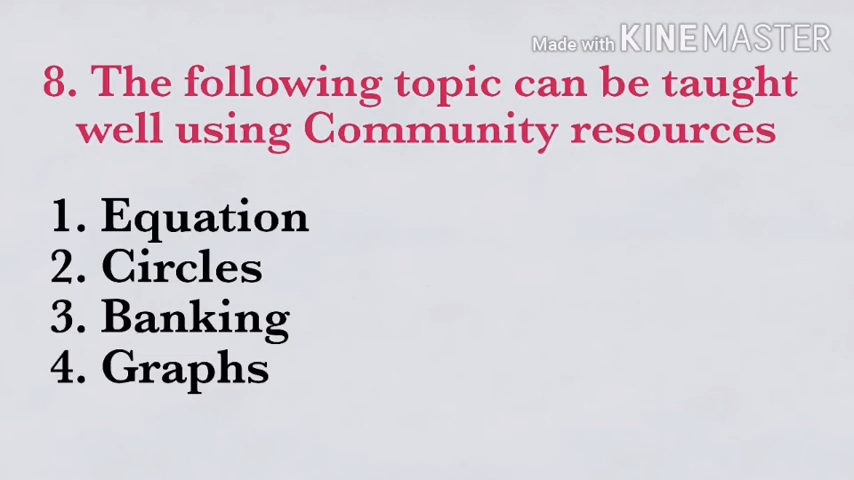 Made with KINEMASTER
8. The following topic can be taught
well using Community resources
1. Equation
2. Circles
3. Banking
4. Graphs